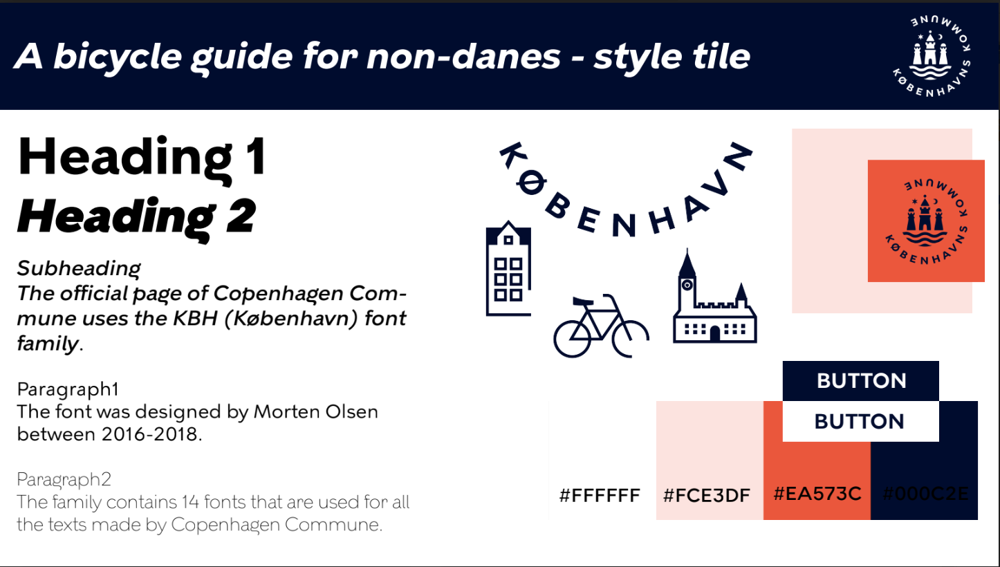 A bicycle guide for non-danes - style tile
KØBENHAVNS KOMMUNE
Heading 1
Heading 2
Subheading
The official page of Copenhagen Com-
mune uses the KBH (København) font
family.
Paragraph1
The font was designed by Morten Olsen
between 2016-2018.
Paragraph2
The family contains 14 fonts that are used for all
the texts made by Copenhagen Commune.
KØBENHAVN
KØBENHAVNS KOMMUNE
BUTTON
BUTTON
#FFFFFF
#FCE3DF
#EA573C
#000C2E